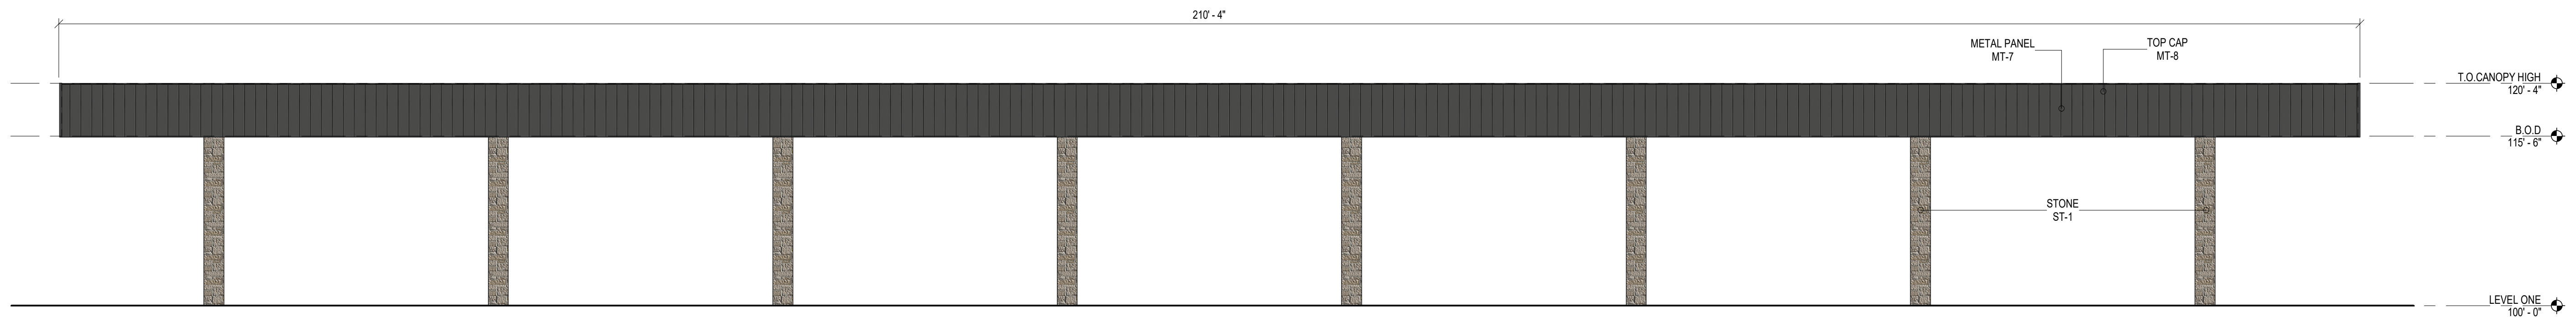 210' - 4"
METAL PANEL
MT-7
TOP CAP
MT-8
T.O.CANOPY HIGH
120' - 4"
B.O.D
115' - 6"
STONE
ST-1
LEVEL ONE
100' - 0"